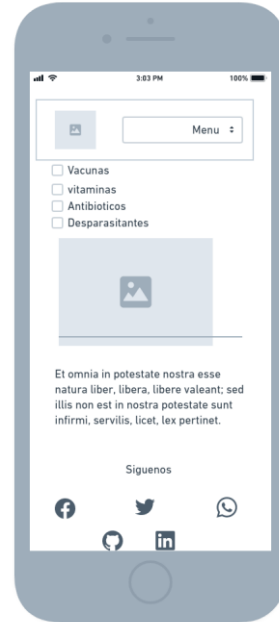 3:03 PM
100%
Menu
Vacunas
vitaminas
Antibioticos
Desparasitantes
Et omnia in potestate nostra esse
natura liber, libera, libere valeant; sed
illis non est in nostra potestate sunt
infirmi, servilis, licet, lex pertinet.
Siguenos